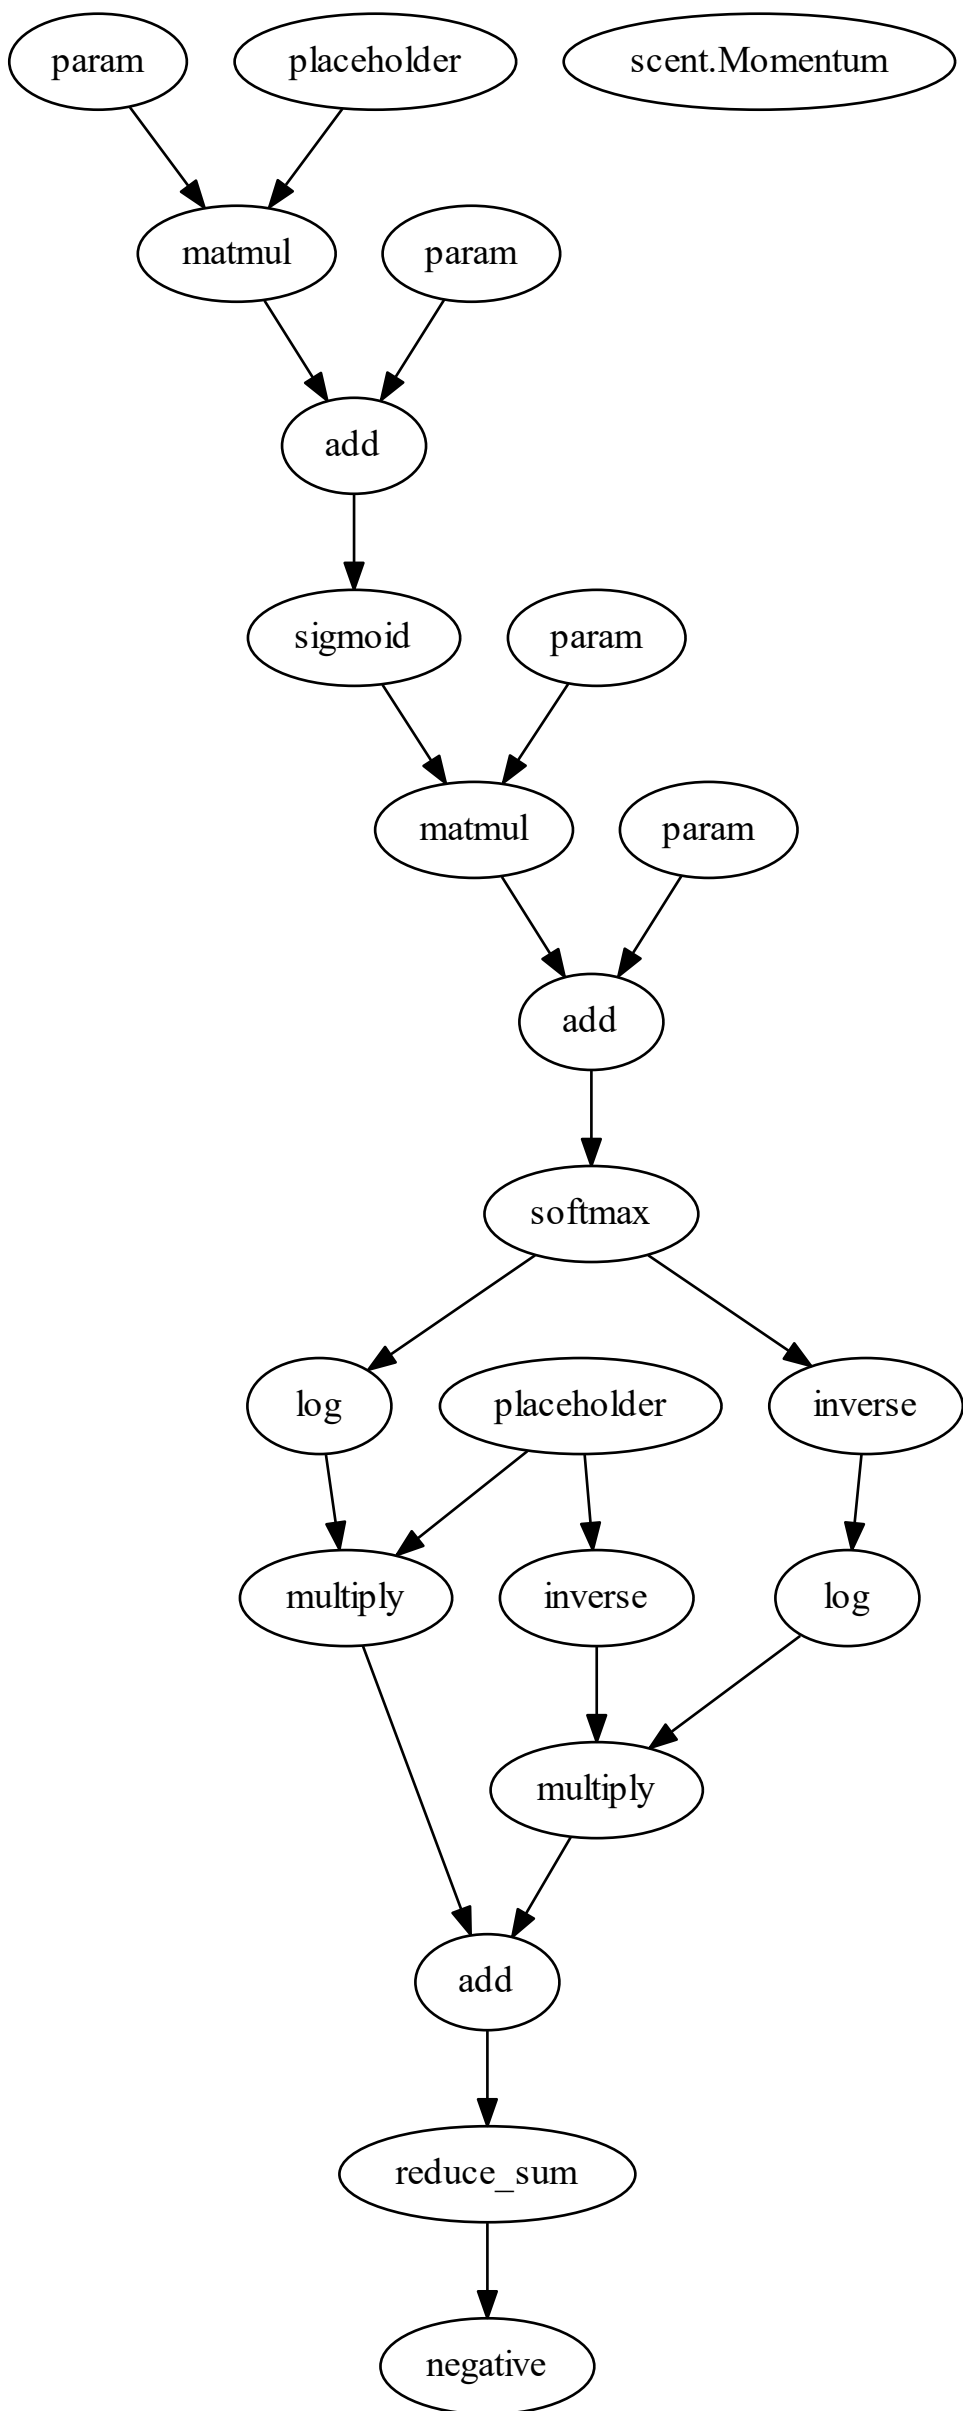 param
placeholder
scent.Momentum
matmul
param
add
sigmoid
param
matmul
param
add
softmax
log
placeholder
inverse
multiply
inverse
log
multiply
add
reduce_sum
negative